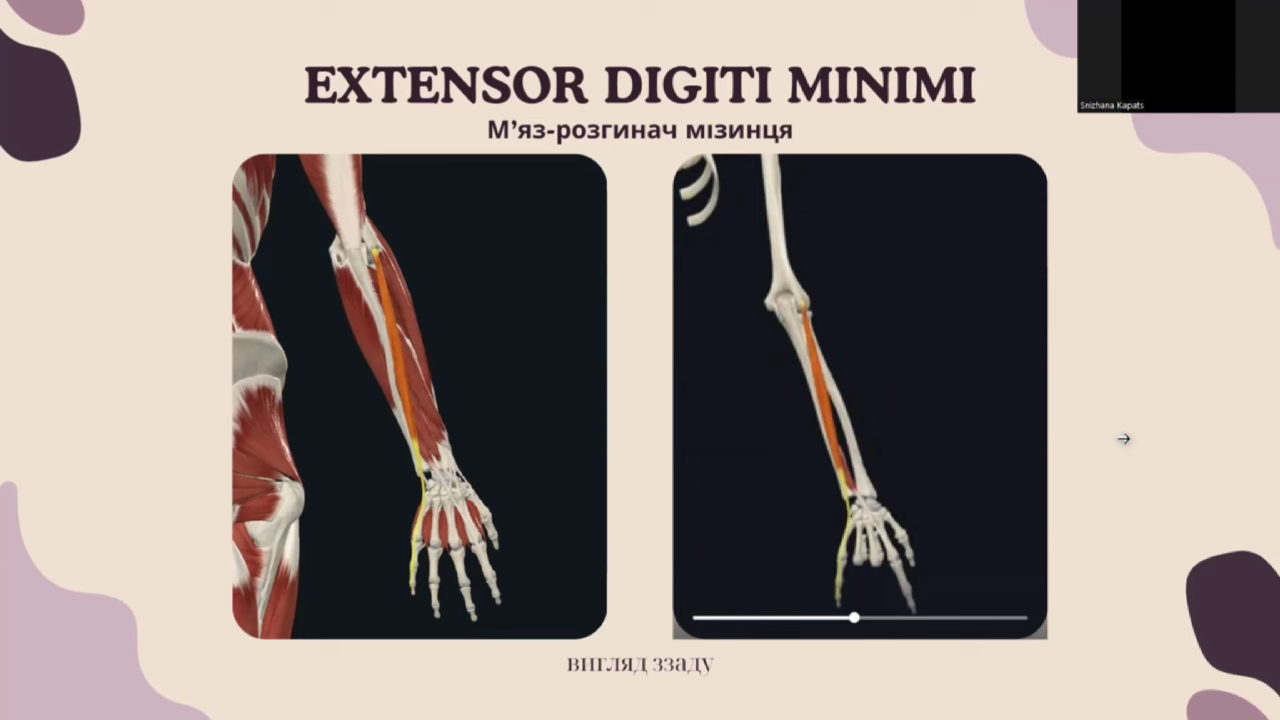 EXTENSOR DIGITI MINIMI
М’яз-розгинач мізинця
Snizhana Kapats
вигляд ззаду